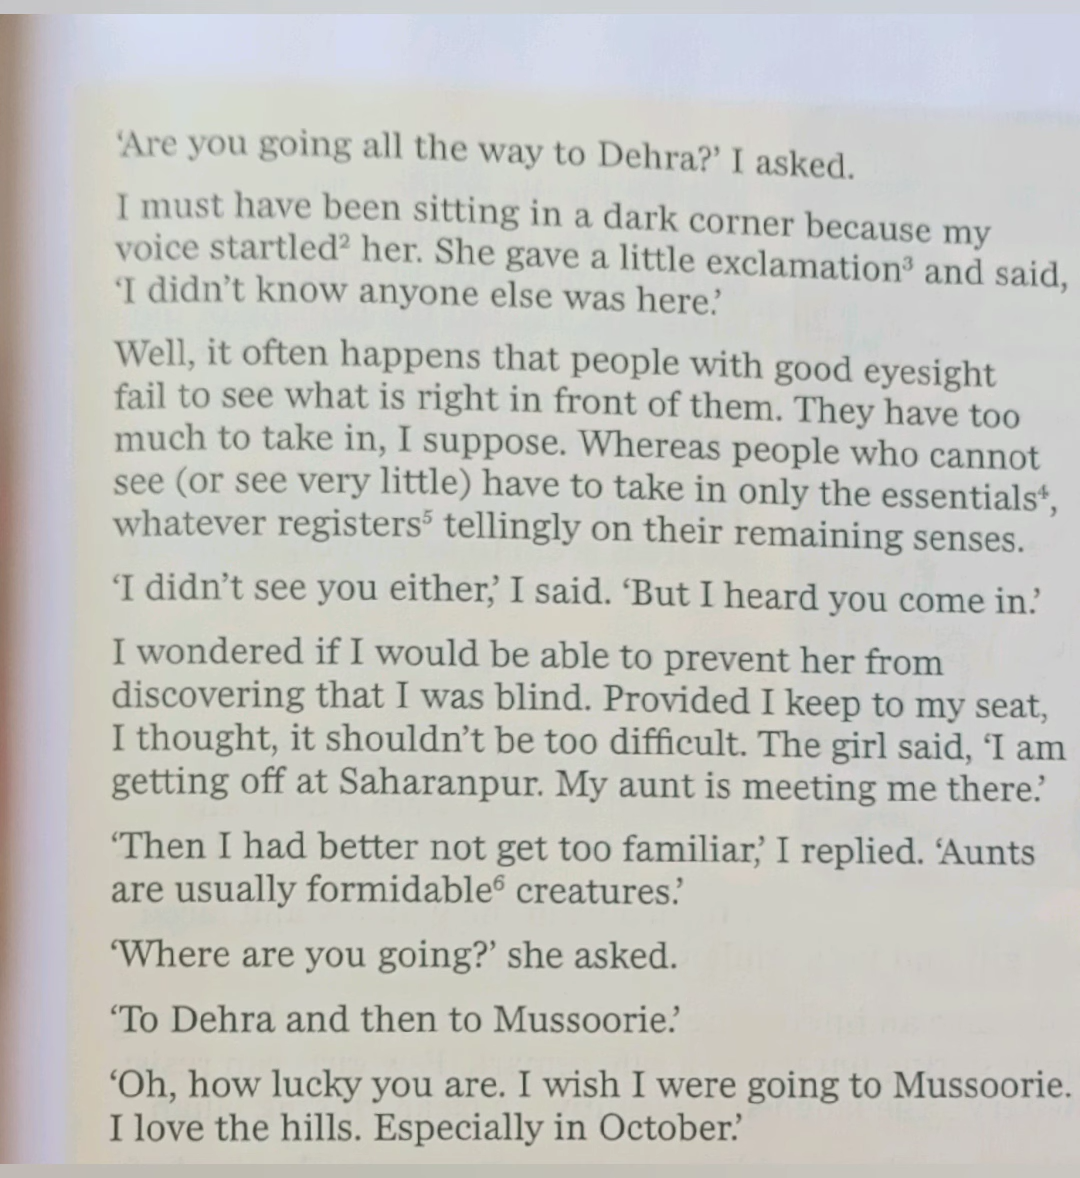 ‘Are you going all the way to Dehra?’ I asked.
I must have been sitting in a dark corner because my
voice startled² her. She gave a little exclamation³ and said,
‘I didn’t know anyone else was here.’
Well, it often happens that people with good eyesight
fail to see what is right in front of them. They have too
much to take in, I suppose. Whereas people who cannot
see (or see very little) have to take in only the essentials⁴,
whatever registers⁵ tellingly on their remaining senses.
‘I didn’t see you either,’ I said. ‘But I heard you come in.’
I wondered if I would be able to prevent her from
discovering that I was blind. Provided I keep to my seat,
I thought, it shouldn’t be too difficult. The girl said, ‘I am
getting off at Saharanpur. My aunt is meeting me there.’
‘Then I had better not get too familiar,’ I replied. ‘Aunts
are usually formidable⁶ creatures.’
‘Where are you going?’ she asked.
‘To Dehra and then to Mussoorie.’
‘Oh, how lucky you are. I wish I were going to Mussoorie.
I love the hills. Especially in October.’